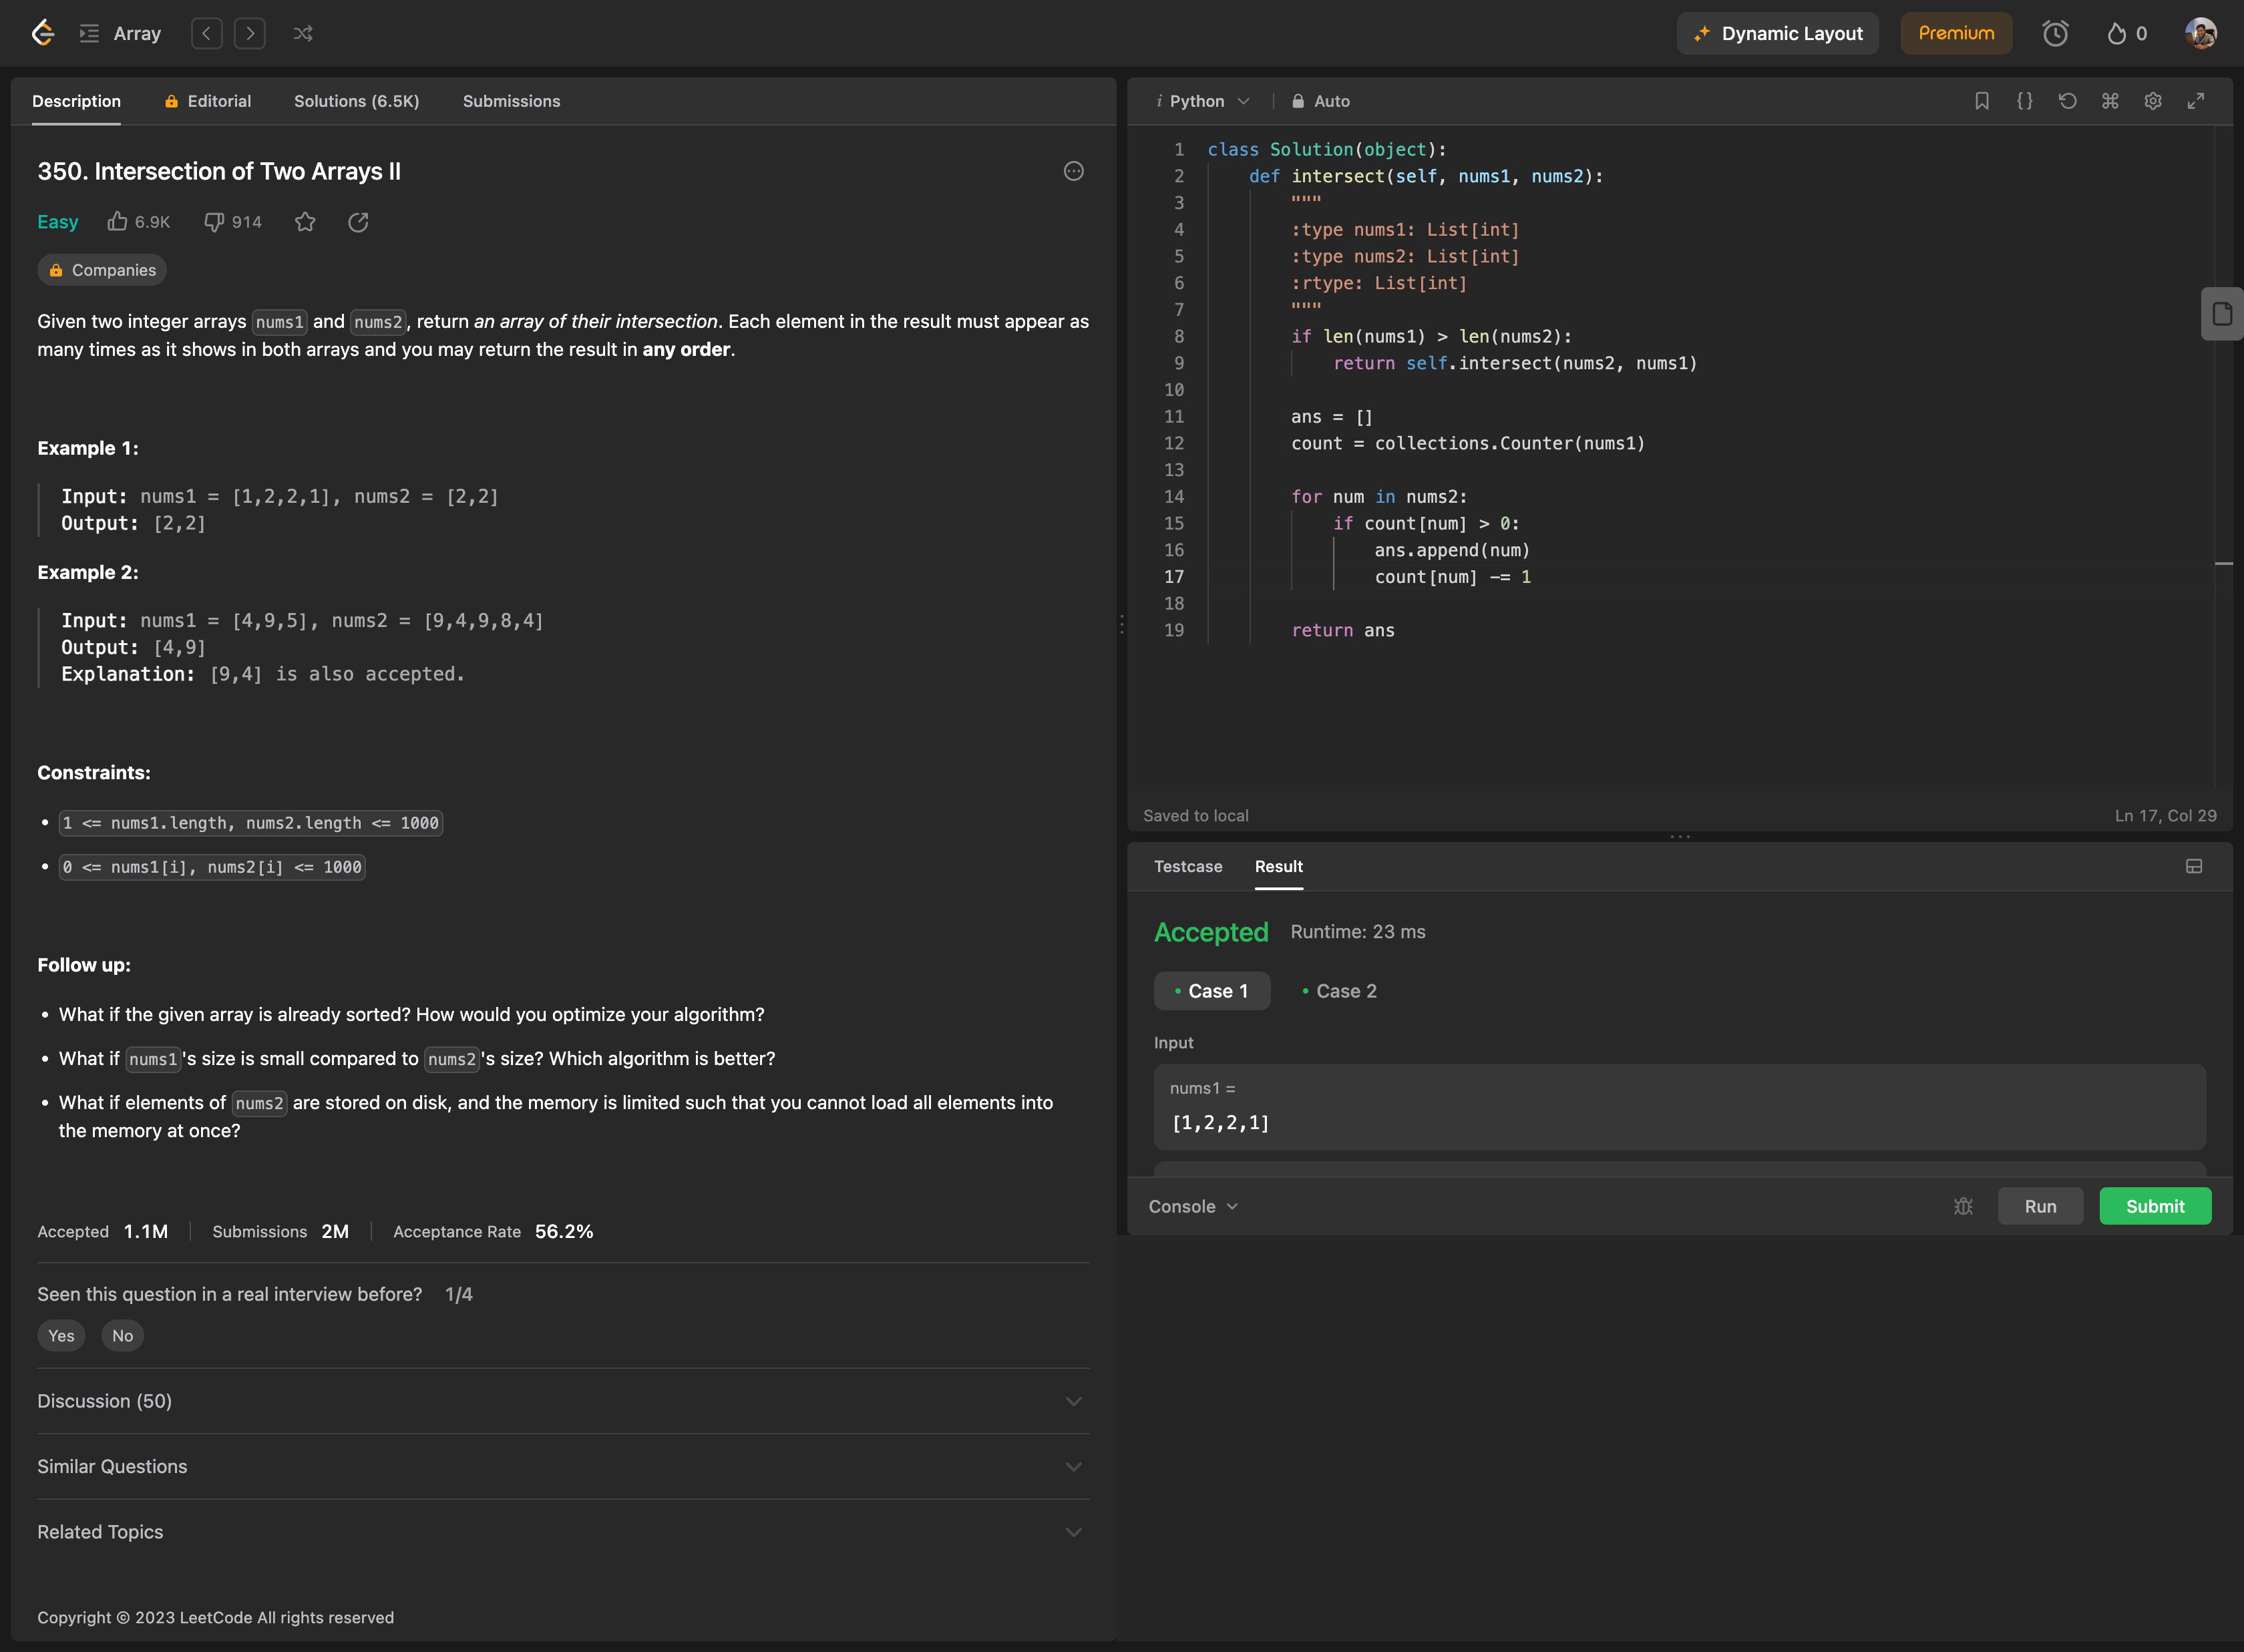 Array
Dynamic Layout
Premium
0
Description
Editorial
Solutions (6.5K)
Submissions
350. Intersection of Two Arrays II
Easy
6.9K
914
Companies
Given two integer arrays nums1 and nums2, return an array of their intersection. Each element in the result must appear as
many times as it shows in both arrays and you may return the result in any order.
Example 1:
Input: nums1 = [1,2,2,1], nums2 = [2,2]
Output: [2,2]
Example 2:
Input: nums1 = [4,9,5], nums2 = [9,4,9,8,4]
Output: [4,9]
Explanation: [9,4] is also accepted.
Constraints:
• 1 <= nums1.length, nums2.length <= 1000
• 0 <= nums1[i], nums2[i] <= 1000
Follow up:
• What if the given array is already sorted? How would you optimize your algorithm?
• What if nums1's size is small compared to nums2's size? Which algorithm is better?
• What if elements of nums2 are stored on disk, and the memory is limited such that you cannot load all elements into
the memory at once?
Accepted 1.1M
Submissions 2M
Acceptance Rate 56.2%
Seen this question in a real interview before? 1/4
Yes
No
Discussion (50)
Similar Questions
Related Topics
Copyright © 2023 LeetCode All rights reserved
i Python
Auto
1 class Solution(object):
2     def intersect(self, nums1, nums2):
3         """
4         :type nums1: List[int]
5         :type nums2: List[int]
6         :rtype: List[int]
7         """
8         if len(nums1) > len(nums2):
9             return self.intersect(nums2, nums1)
10
11         ans = []
12         count = collections.Counter(nums1)
13
14         for num in nums2:
15             if count[num] > 0:
16                 ans.append(num)
17                 count[num] -= 1
18
19         return ans
Saved to local
Ln 17, Col 29
Testcase
Result
Accepted
Runtime: 23 ms
• Case 1
• Case 2
Input
nums1 =
[1,2,2,1]
Console
Run
Submit